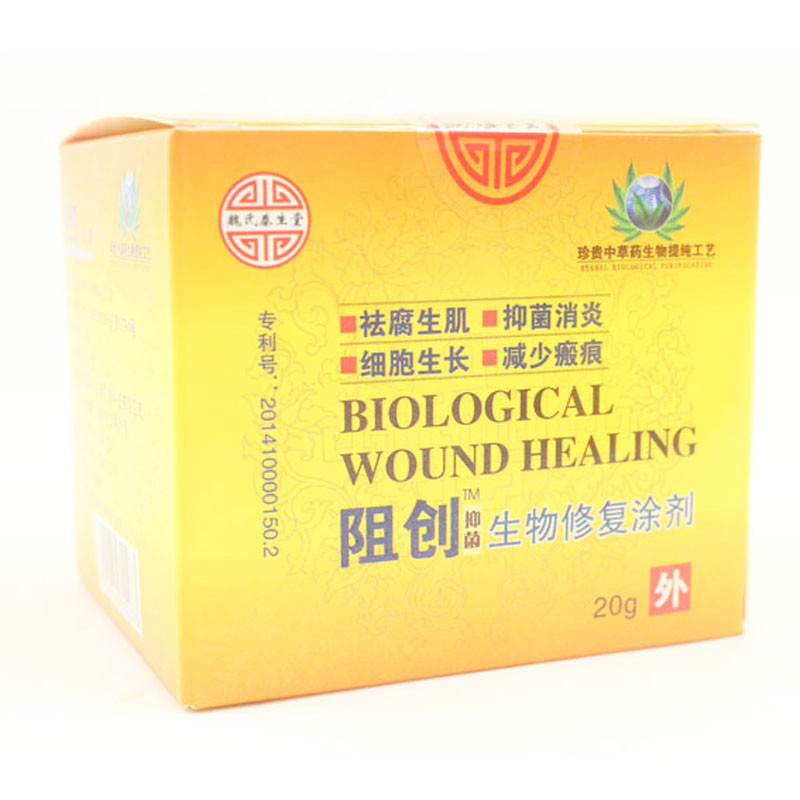 魏氏泰生堂
珍贵中草药生物提纯工艺
HERBAL BIOLOGICAL PURIFICATION
专利号：201410000150.2
■祛腐生肌 ■抑菌消炎
■细胞生长 ■减少瘢痕
BIOLOGICAL
WOUND HEALING
阻创™抑菌生物修复涂剂
20g 外